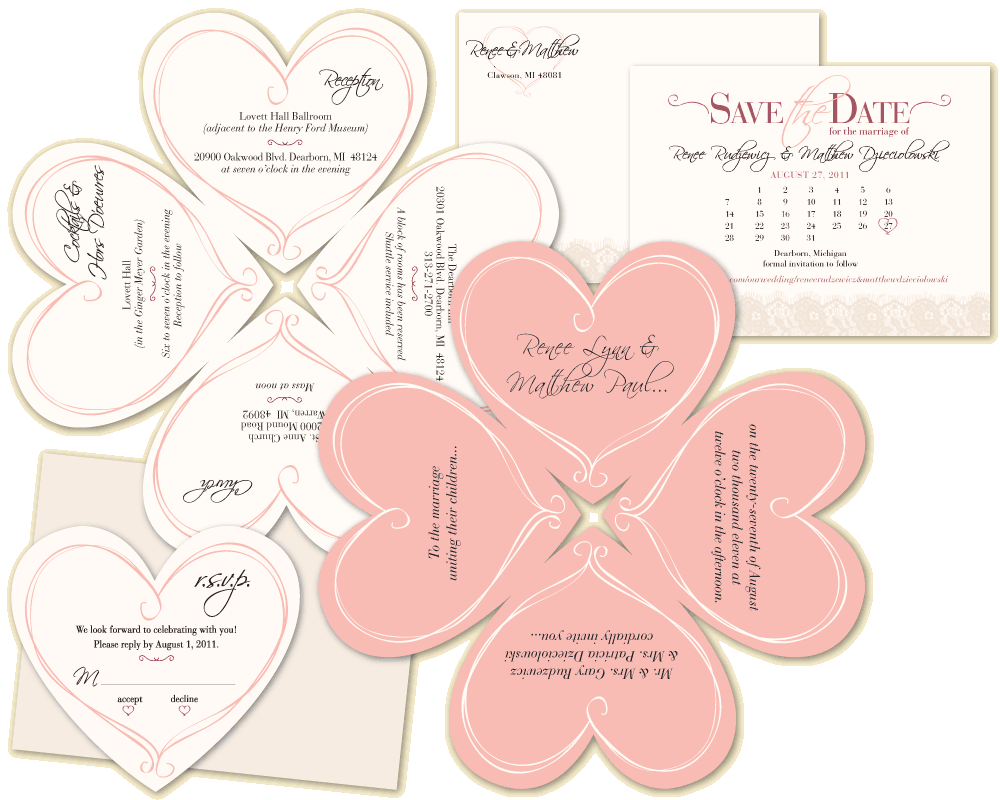 Reception
Lovett Hall Ballroom
(adjacent to the Henry Ford Museum)
20900 Oakwood Blvd. Dearborn, MI 48124
at seven o'clock in the evening
Cocktails &
Hors D'oeuvres
Lovett Hall
(in the Ginger Meyer Garden)
Six to seven o'clock in the evening
Reception to follow
The Dearborn
20301 Oakwood Blvd. Dearborn, MI 48124
313-271-2700
A block of rooms has been reserved
Shuttle service included
Church
St. Anne Church
2000 Mound Road
Warren, MI 48092
Mass at noon
Renee & Matthew
Clawson, MI 48081
SAVE the DATE
for the marriage of
Renee Rudzewicz & Matthew Dzieciolowski
AUGUST 27, 2011
1 2 3 4 5 6
7 8 9 10 11 12 13
14 15 16 17 18 19 20
21 22 23 24 25 26 27
28 29 30 31
Dearborn, Michigan
formal invitation to follow
.com/ourwedding/reneerudzewicz&matthewdzieciolowski
Renee Lynn &
Matthew Paul...
on the twenty-seventh of August
two thousand eleven at
twelve o'clock in the afternoon.
Mr. & Mrs. Gary Rudzewicz
& Mrs. Patricia Dzieciolowski
cordially invite you...
To the marriage
uniting their children...
r.s.v.p.
We look forward to celebrating with you!
Please reply by August 1, 2011.
M
accept decline